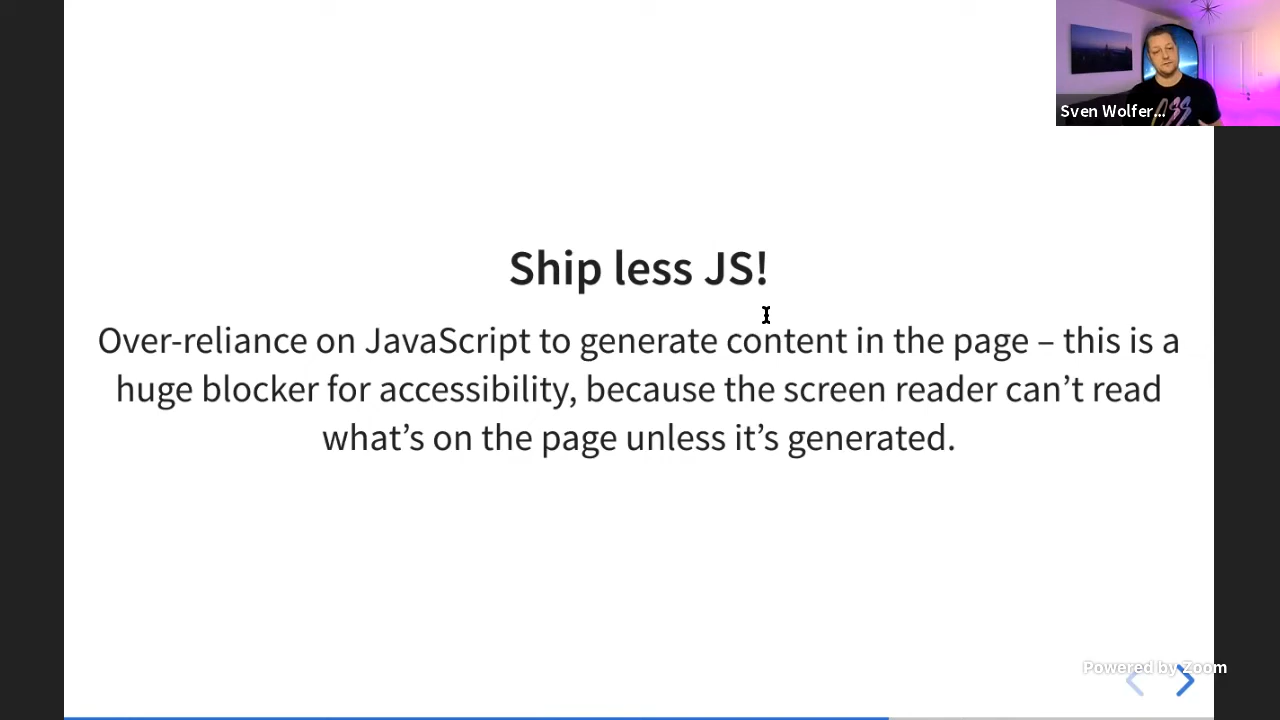 Sven Wolfer...
Ship less JS!
Over-reliance on JavaScript to generate content in the page – this is a
huge blocker for accessibility, because the screen reader can’t read
what’s on the page unless it’s generated.
Powered by Zoom